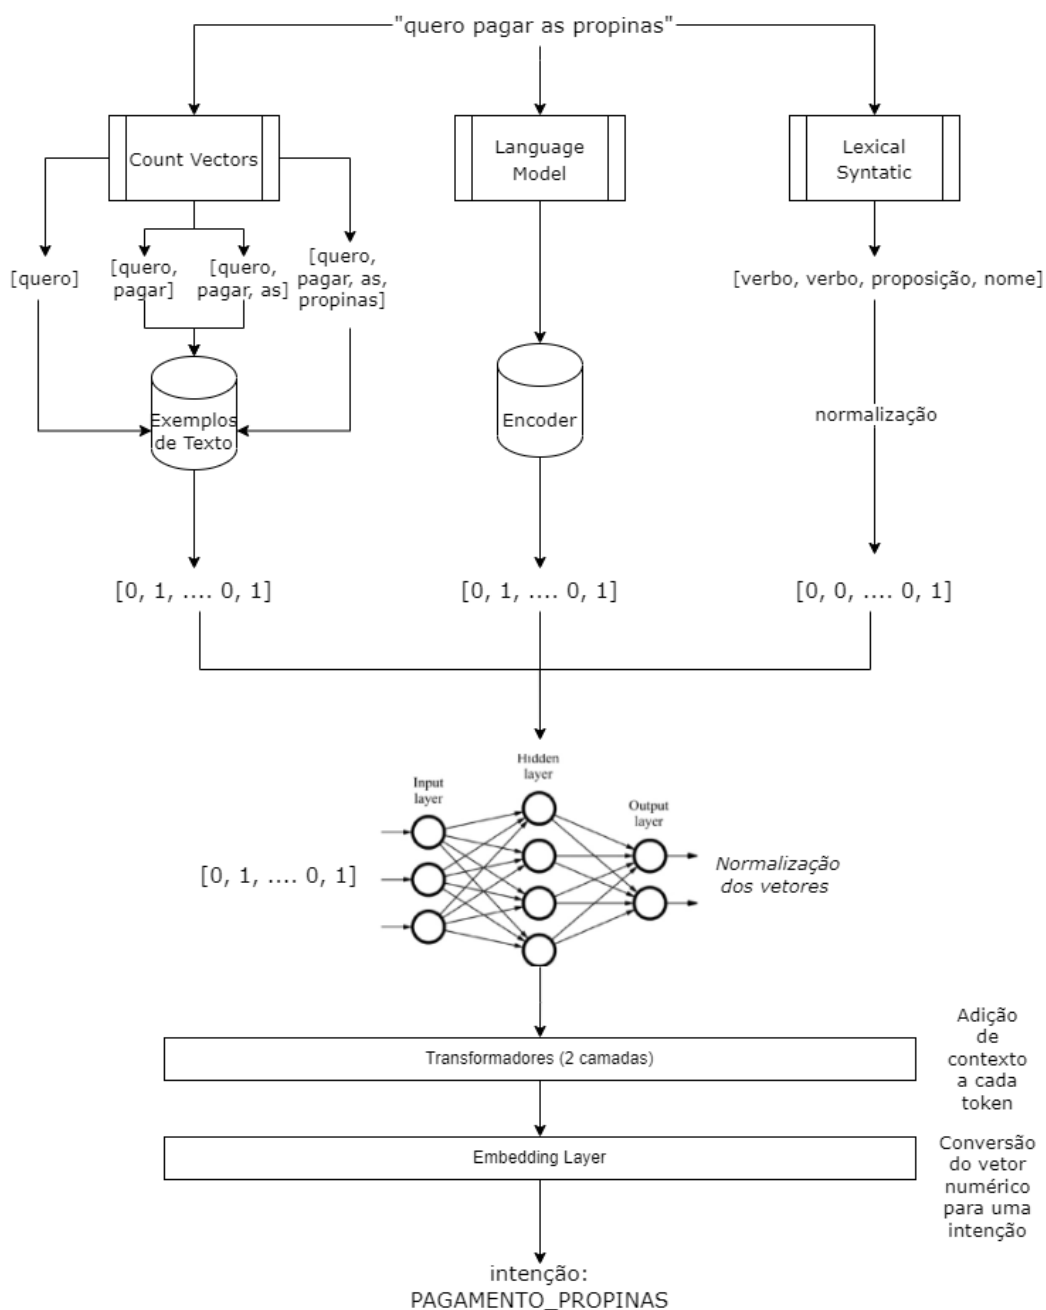 "quero pagar as propinas"
Count Vectors
Language
Model
Lexical
Syntatic
[quero]
[quero,
pagar]
[quero,
pagar, as]
[quero,
pagar, as,
propinas]
[verbo, verbo, proposição, nome]
Exemplos
de Texto
Encoder
normalização
[0, 1, .... 0, 1]
[0, 1, .... 0, 1]
[0, 0, .... 0, 1]
Input
layer
Hidden
layer
Output
layer
[0, 1, .... 0, 1]
Normalização
dos vetores
Transformadores (2 camadas)
Adição
de
contexto
a cada
token
Embedding Layer
Conversão
do vetor
numérico
para uma
intenção
intenção:
PAGAMENTO_PROPINAS